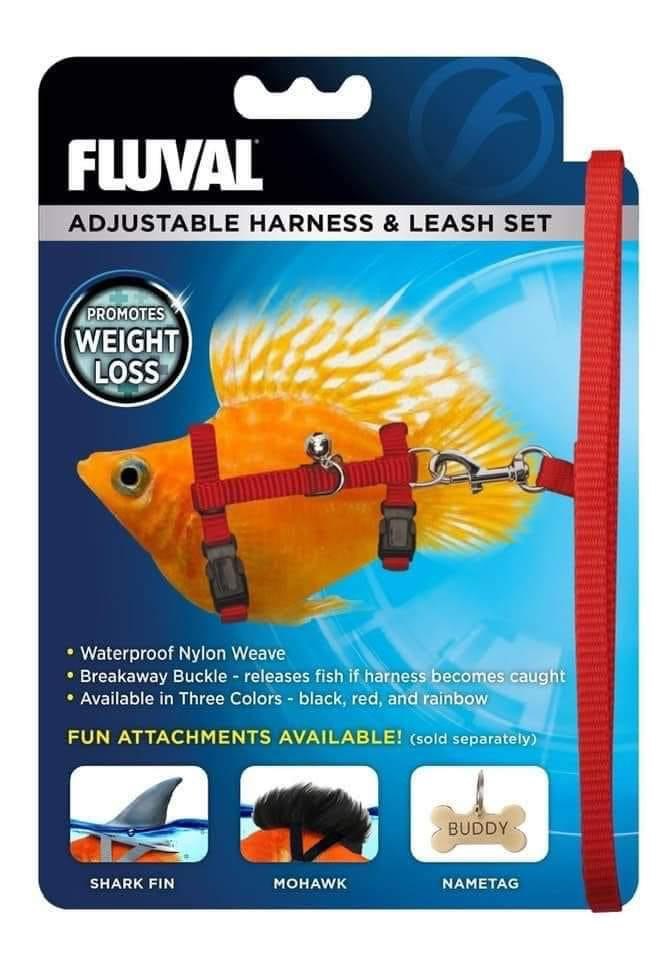 FLUVAL
ADJUSTABLE HARNESS & LEASH SET
PROMOTES
WEIGHT
LOSS
• Waterproof Nylon Weave
• Breakaway Buckle - releases fish if harness becomes caught
• Available in Three Colors - black, red, and rainbow
FUN ATTACHMENTS AVAILABLE! (sold separately)
BUDDY
SHARK FIN
MOHAWK
NAMETAG